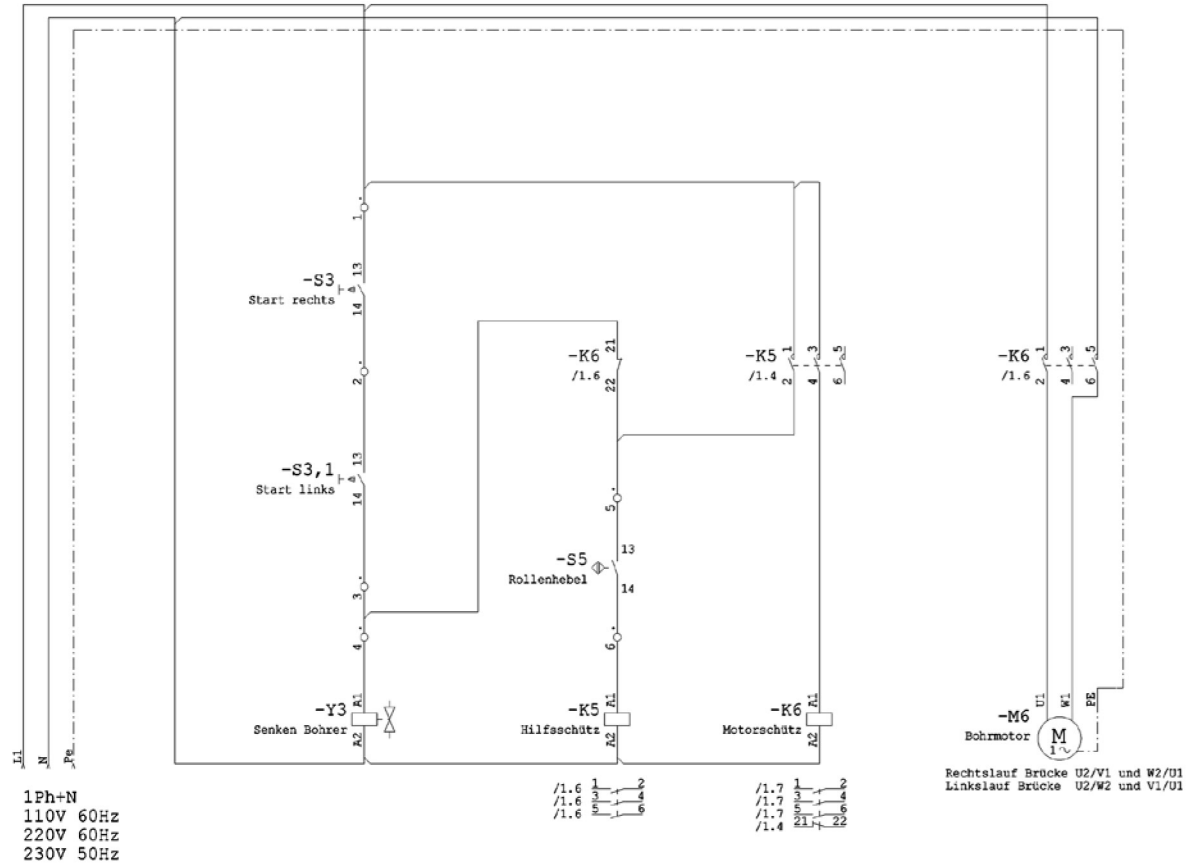 1
13
-S3
Start rechts
14
2
13
-S3,1
Start links
14
3
4
A1
-Y3
Senken Bohrer
A2
21
-K6
/1.6
22
5
13
-S5
Rollenhebel
14
6
A1
-K5
Hilfsschütz
A2
1 3 5
-K5
/1.4
2 4 6
A1
-K6
Motorschütz
A2
1 3 5
-K6
/1.6
2 4 6
U1 W1 PE
-M6
Bohrmotor
M
1~
Rechtslauf Brücke U2/V1 und W2/U1
Linkslauf Brücke U2/W2 und V1/U1
L1 N Pe
1Ph+N
110V 60Hz
220V 60Hz
230V 50Hz
/1.6 1 2
/1.6 3 4
/1.6 5 6
/1.7 1 2
/1.7 3 4
/1.7 5 6
/1.4 21 22